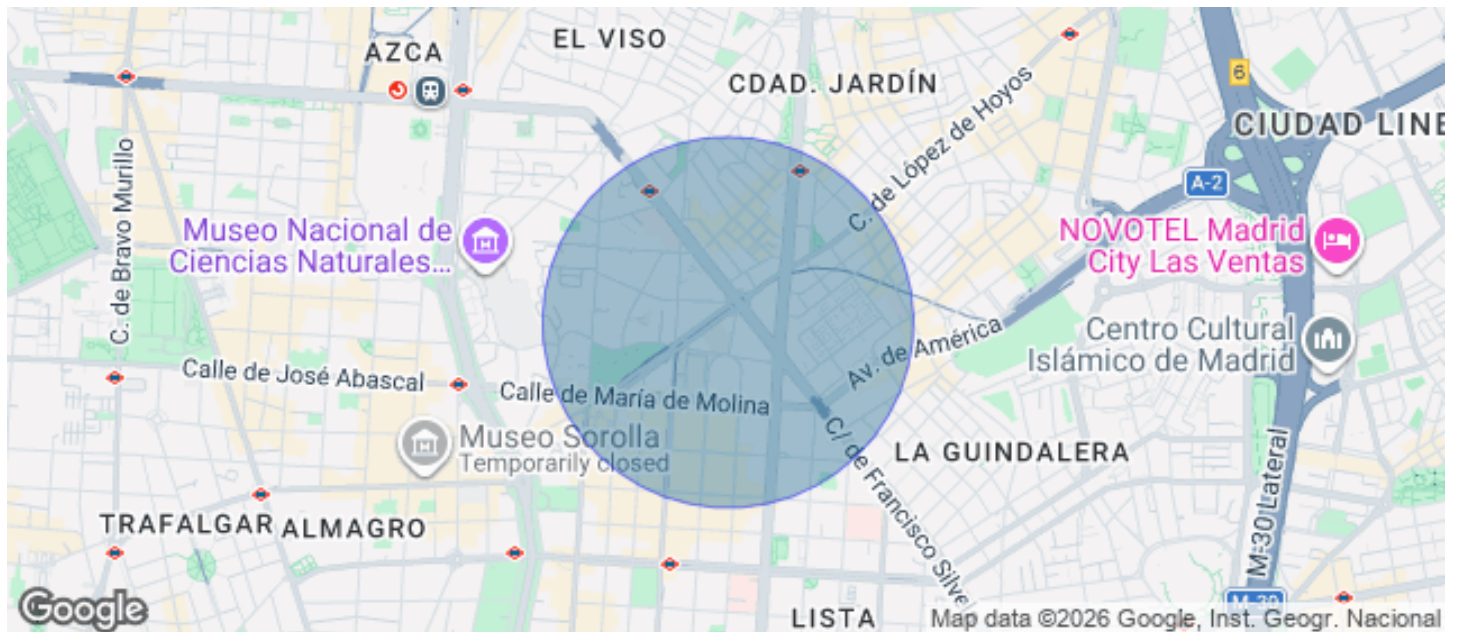 EL VISO
AZCA
CDAD. JARDÍN
6
CIUDAD LINE
C. de López de Hoyos
C. de Bravo Murillo
A-2
Museo Nacional de
Ciencias Naturales...
NOVOTEL Madrid
City Las Ventas
Centro Cultural
Islámico de Madrid
Av. de América
Calle de José Abascal
Calle de María de Molina
Museo Sorolla
Temporarily closed
C/ de Francisco Silve
LA GUINDALERA
M-30 Lateral
TRAFALGAR
ALMAGRO
M-30
LISTA
Google
Map data ©2026 Google, Inst. Geogr. Nacional